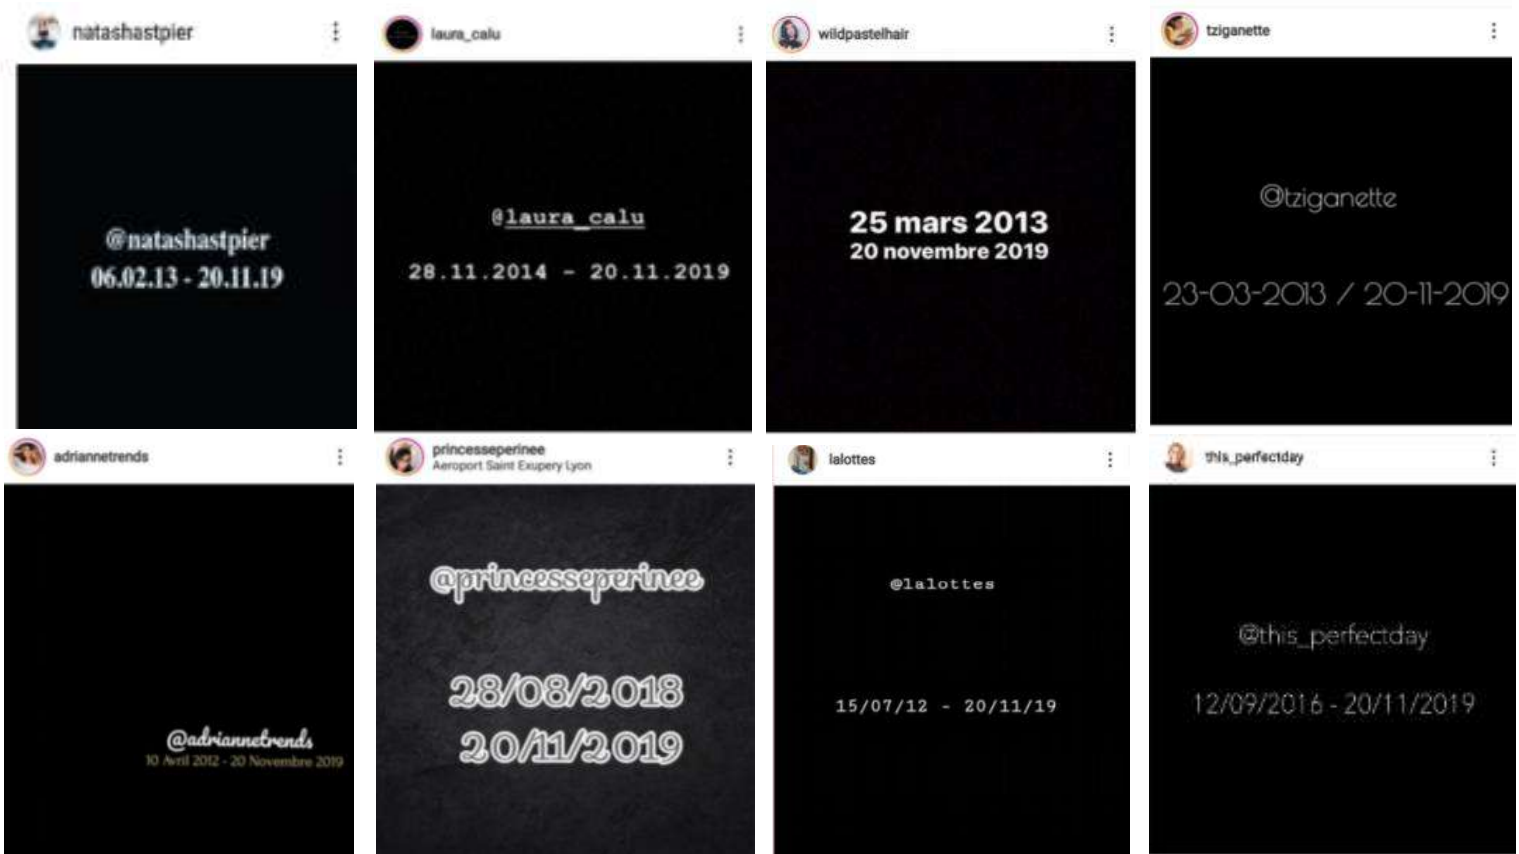 natashastpier
@natashastpier
06.02.13 - 20.11.19
laura_calu
@laura_calu
28.11.2014 - 20.11.2019
wildpastelhair
25 mars 2013
20 novembre 2019
tziganette
@tziganette
23-03-2013 / 20-11-2019
adriannetrends
@adriannetrends
10 Avril 2012 - 20 Novembre 2019
princesseperinee
Aeroport Saint Exupery Lyon
@princesseperinee
28/08/2018
20/11/2019
lalottes
@lalottes
15/07/12 - 20/11/19
this_perfectday
@this_perfectday
12/09/2016 - 20/11/2019